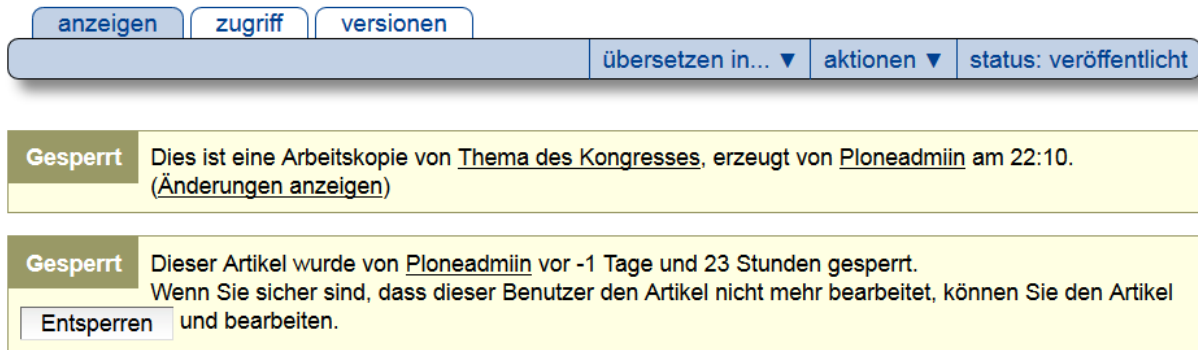 anzeigen zugriff versionen
übersetzen in... ▼ aktionen ▼ status: veröffentlicht
Gesperrt Dies ist eine Arbeitskopie von Thema des Kongresses, erzeugt von Ploneadmiin am 22:10.
(Änderungen anzeigen)
Gesperrt Dieser Artikel wurde von Ploneadmiin vor -1 Tage und 23 Stunden gesperrt.
Wenn Sie sicher sind, dass dieser Benutzer den Artikel nicht mehr bearbeitet, können Sie den Artikel
Entsperren und bearbeiten.